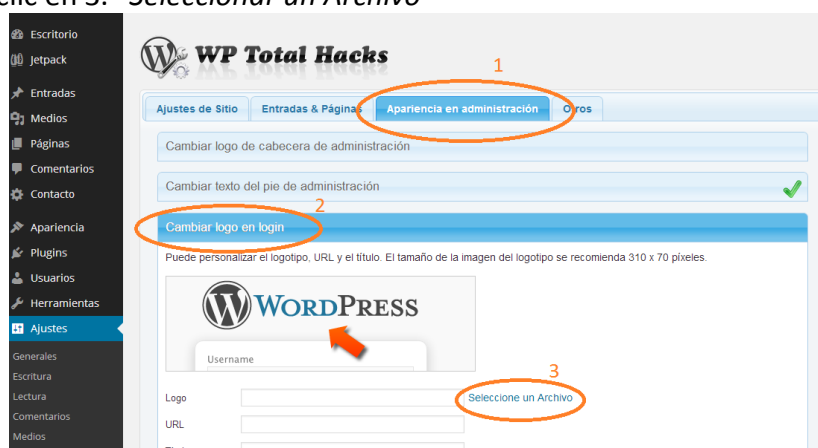 clic en 3. "Seleccionar un Archivo"
Escritorio
Jetpack
Entradas
Medios
Páginas
Comentarios
Contacto
Apariencia
Plugins
Usuarios
Herramientas
Ajustes
Generales
Escritura
Lectura
Comentarios
Medios
WP Total Hacks
1
Ajustes de Sitio
Entradas & Páginas
Apariencia en administración
Otros
Cambiar logo de cabecera de administración
Cambiar texto del pie de administración
2
Cambiar logo en login
Puede personalizar el logotipo, URL y el título. El tamaño de la imagen del logotipo se recomienda 310 x 70 píxeles.
WORDPRESS
Username
3
Logo
Seleccione un Archivo
URL